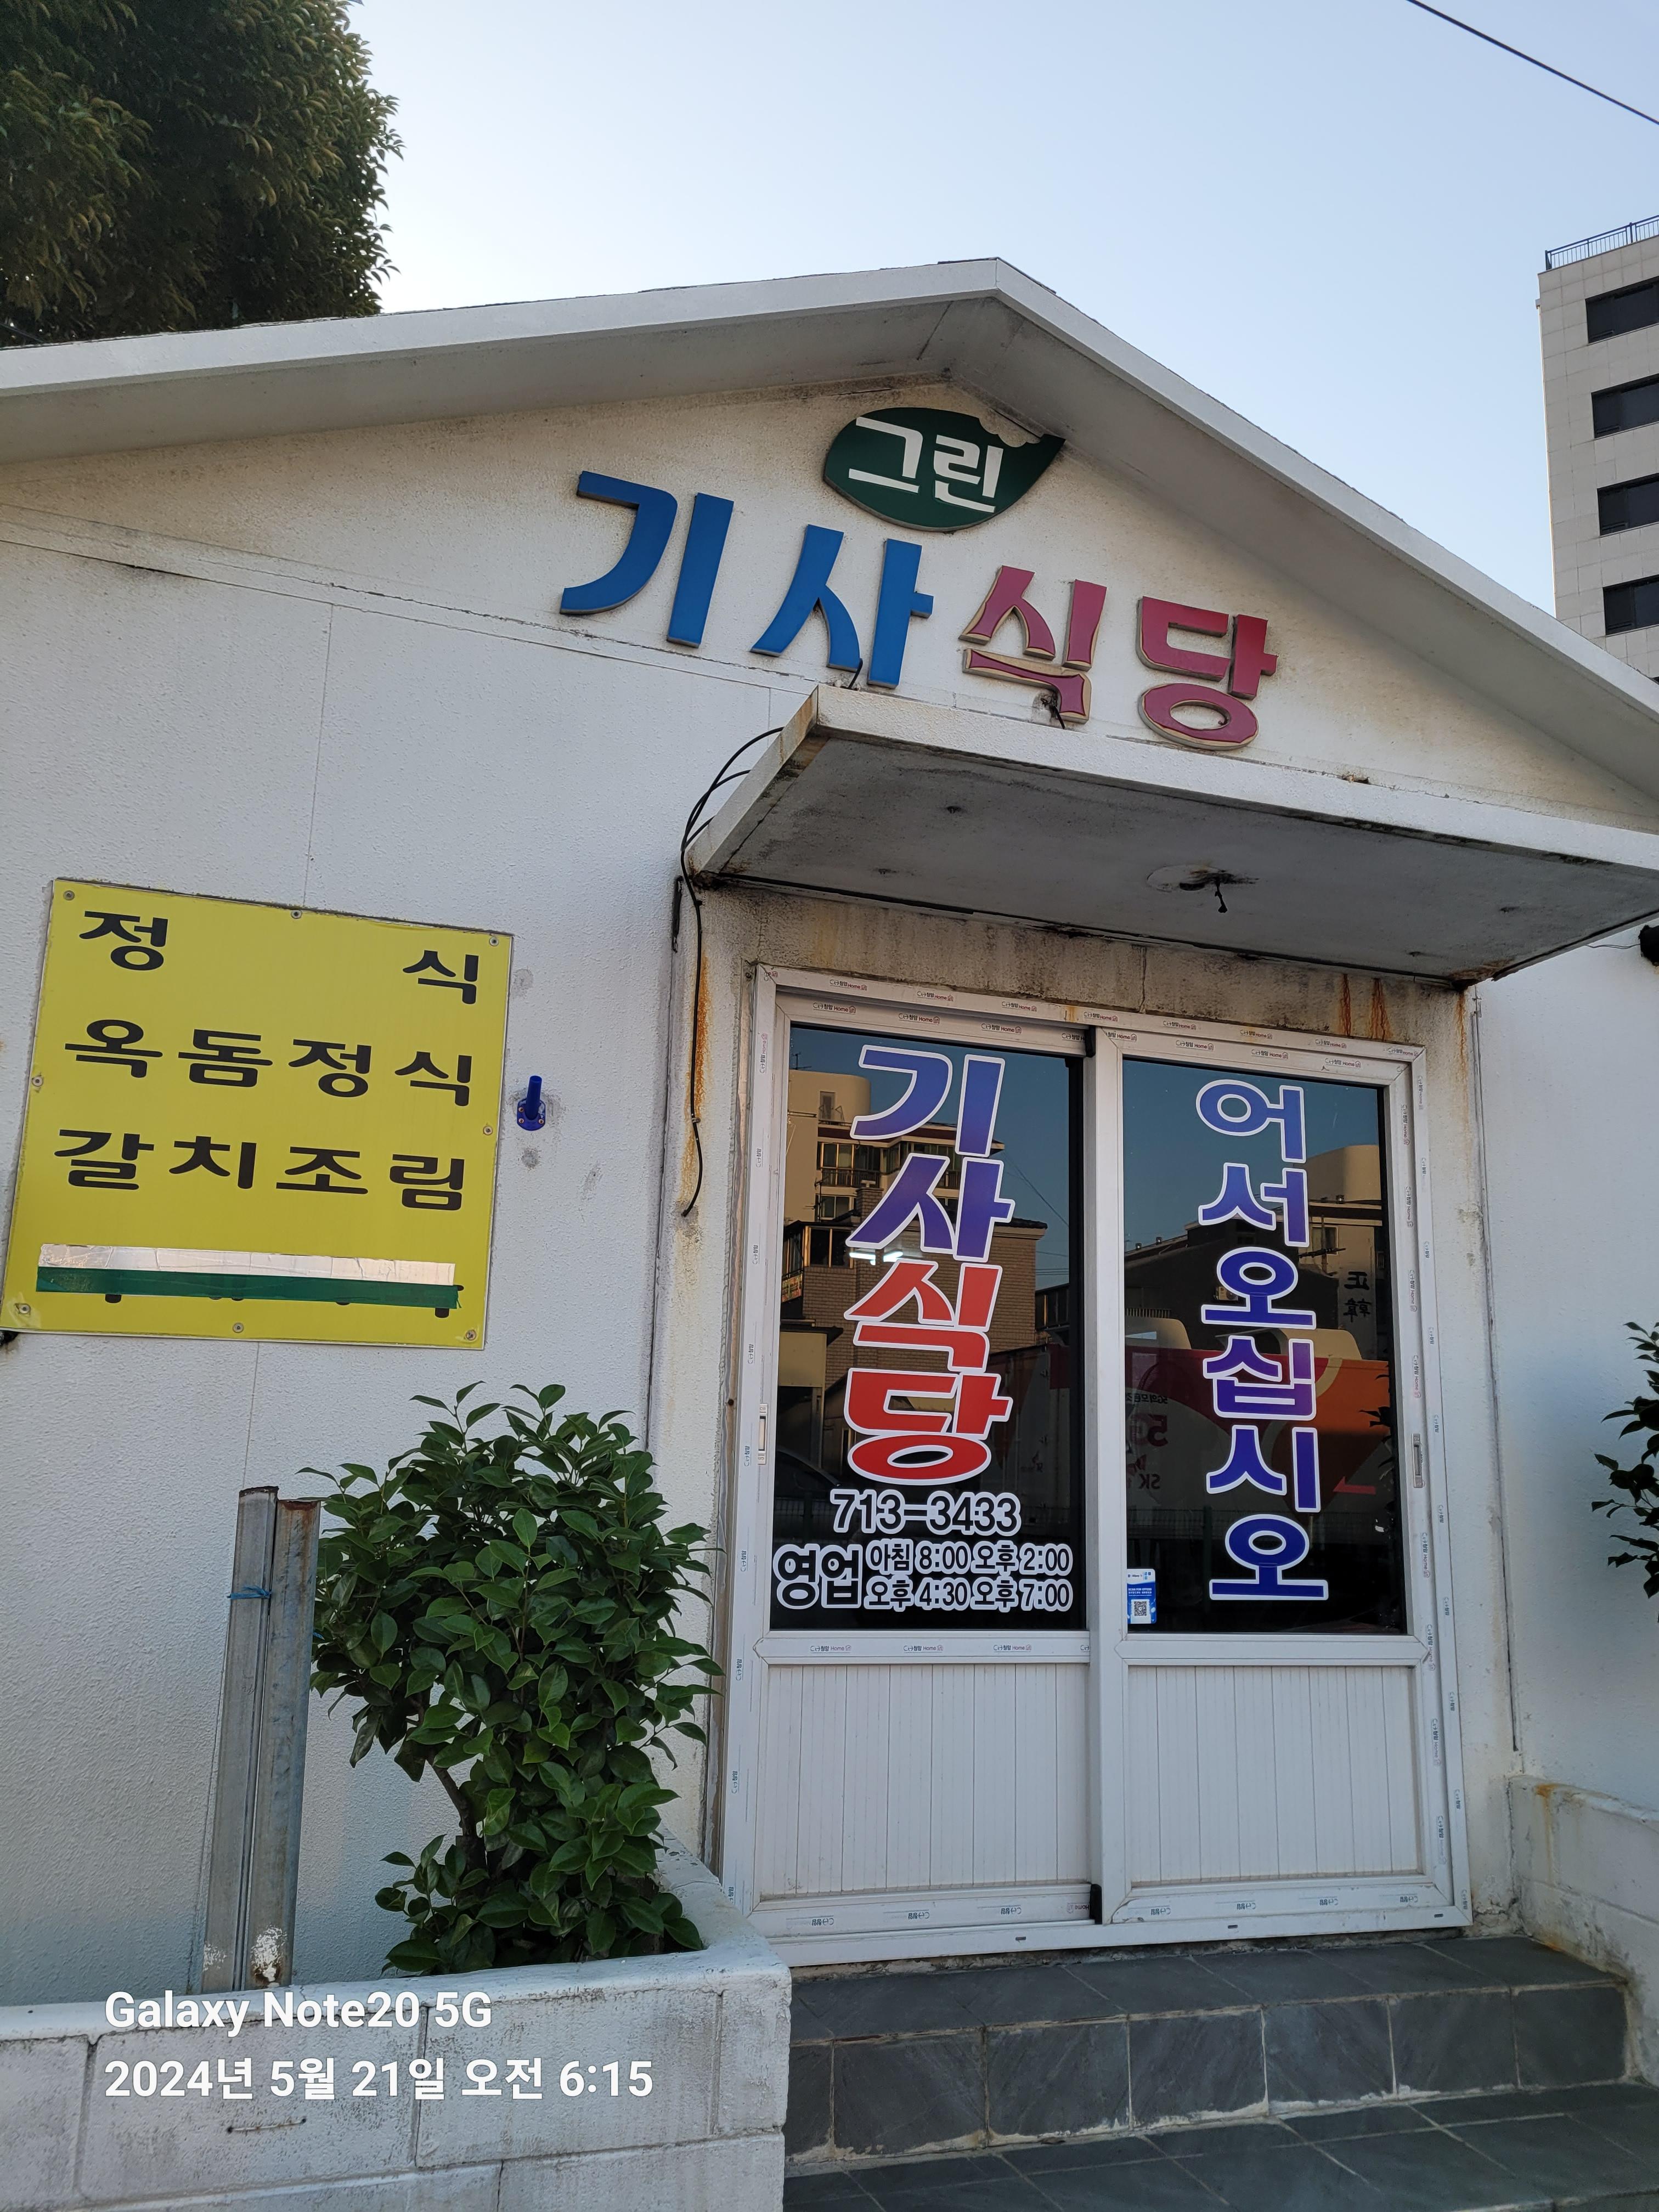 그린
기사식당
정식
옥돔정식
갈치조림
기사식당
713-3433
영업 아침 8:00 오후 2:00
오후 4:30 오후 7:00
어서오십시오
Galaxy Note20 5G
2024년 5월 21일 오전 6:15